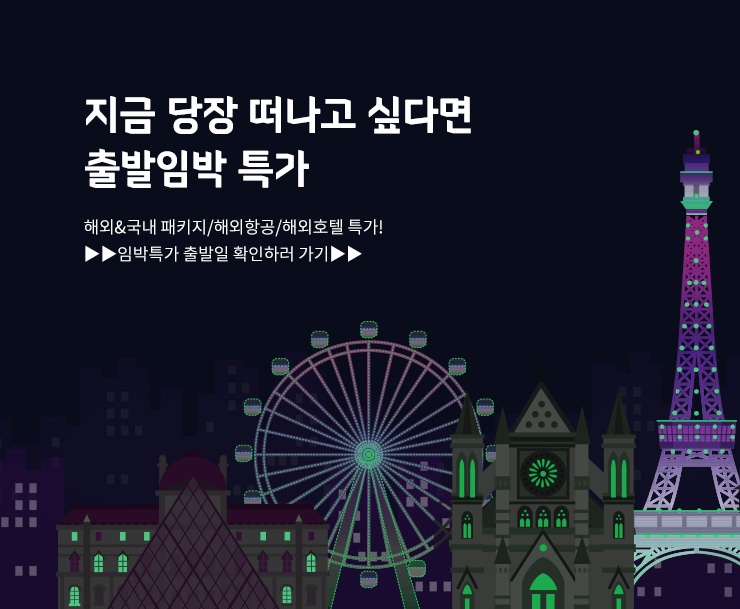 지금 당장 떠나고 싶다면
출발임박 특가
해외&국내 패키지/해외항공/해외호텔 특가!
▶▶임박특가 출발일 확인하러 가기▶▶